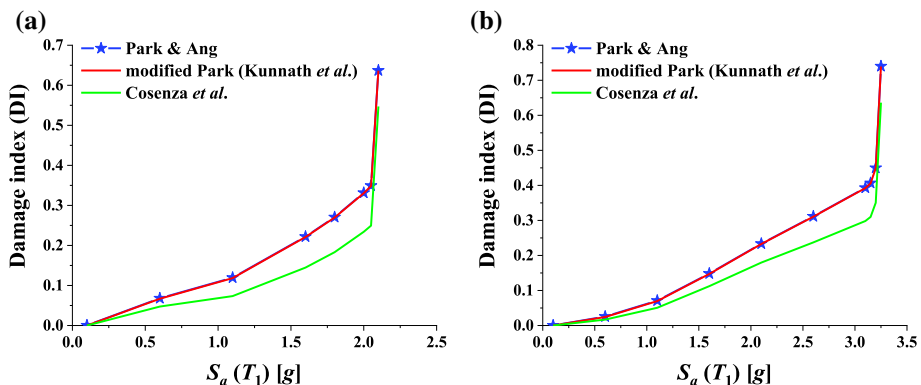 (a)
Park & Ang
modified Park (Kunnath et al.)
Cosenza et al.
Damage index (DI)
0.7
0.6
0.5
0.4
0.3
0.2
0.1
0.0
0.0 0.5 1.0 1.5 2.0 2.5
Sa (T1) [g]
(b)
Park & Ang
modified Park (Kunnath et al.)
Cosenza et al.
Damage index (DI)
0.8
0.7
0.6
0.5
0.4
0.3
0.2
0.1
0.0
0.0 0.5 1.0 1.5 2.0 2.5 3.0 3.5
Sa (T1) [g]